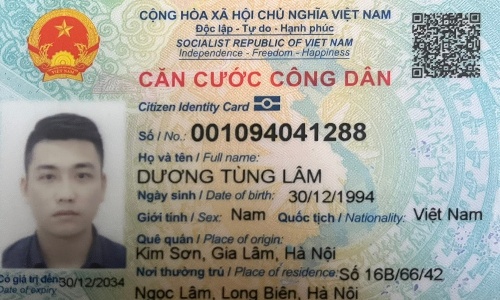 CỘNG HÒA XÃ HỘI CHỦ NGHĨA VIỆT NAM
Độc lập - Tự do - Hạnh phúc
SOCIALIST REPUBLIC OF VIET NAM
Independence - Freedom - Happiness
CĂN CƯỚC CÔNG DÂN
Citizen Identity Card
Số / No.: 001094041288
Họ và tên / Full name:
DƯƠNG TÙNG LÂM
Ngày sinh / Date of birth: 30/12/1994
Giới tính / Sex: Nam Quốc tịch / Nationality: Việt Nam
Quê quán / Place of origin:
Kim Sơn, Gia Lâm, Hà Nội
Có giá trị đến: 30/12/2034
Date of expiry
Nơi thường trú / Place of residence: Số 16B/66/42
Ngọc Lâm, Long Biên, Hà Nội